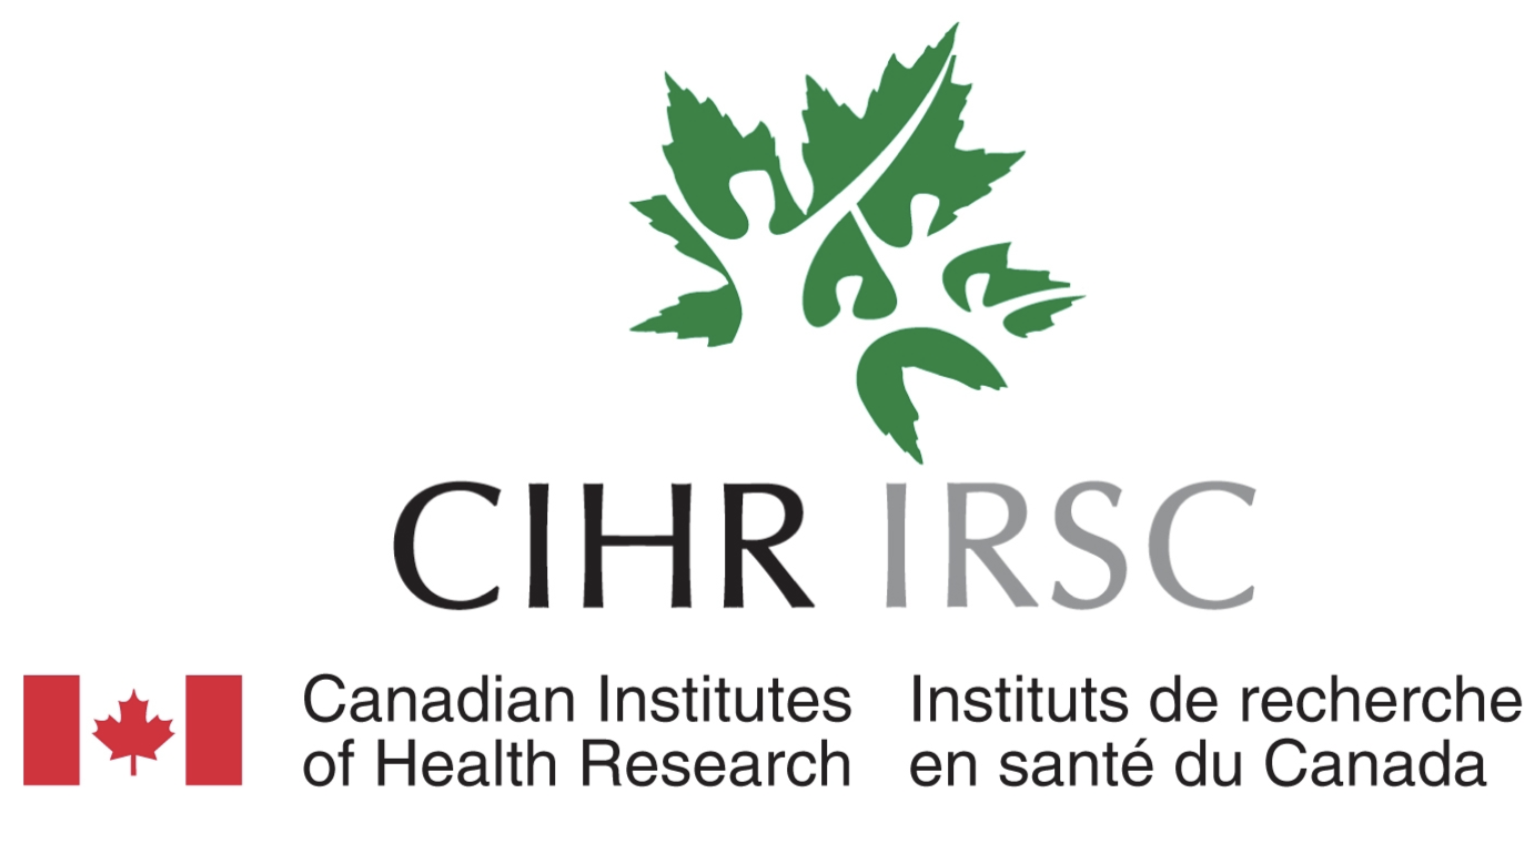 CIHR IRSC
Canadian Institutes
of Health Research
Instituts de recherche
en santé du Canada